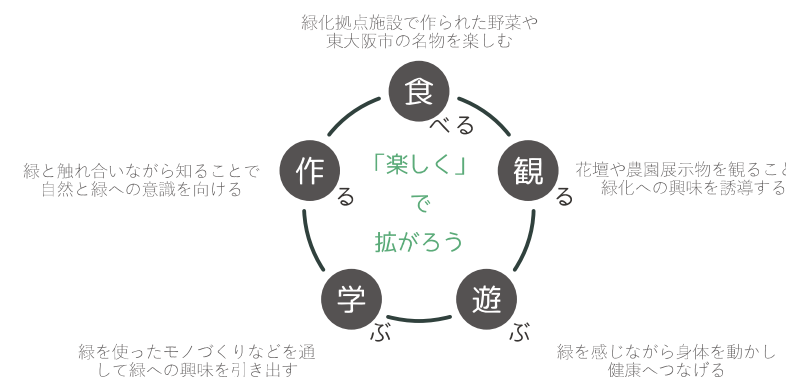 緑化拠点施設で作られた野菜や
東大阪市の名物を楽しむ
食べる
作る
観る
「楽しく」
で
拡がろう
緑と触れ合いながら知ることで
自然と緑への意識を向ける
花壇や農園展示物を観ること
緑化への興味を誘導する
学ぶ
遊ぶ
緑を使ったモノづくりなどを通
して緑への興味を引き出す
緑を感じながら身体を動かし
健康へつなげる